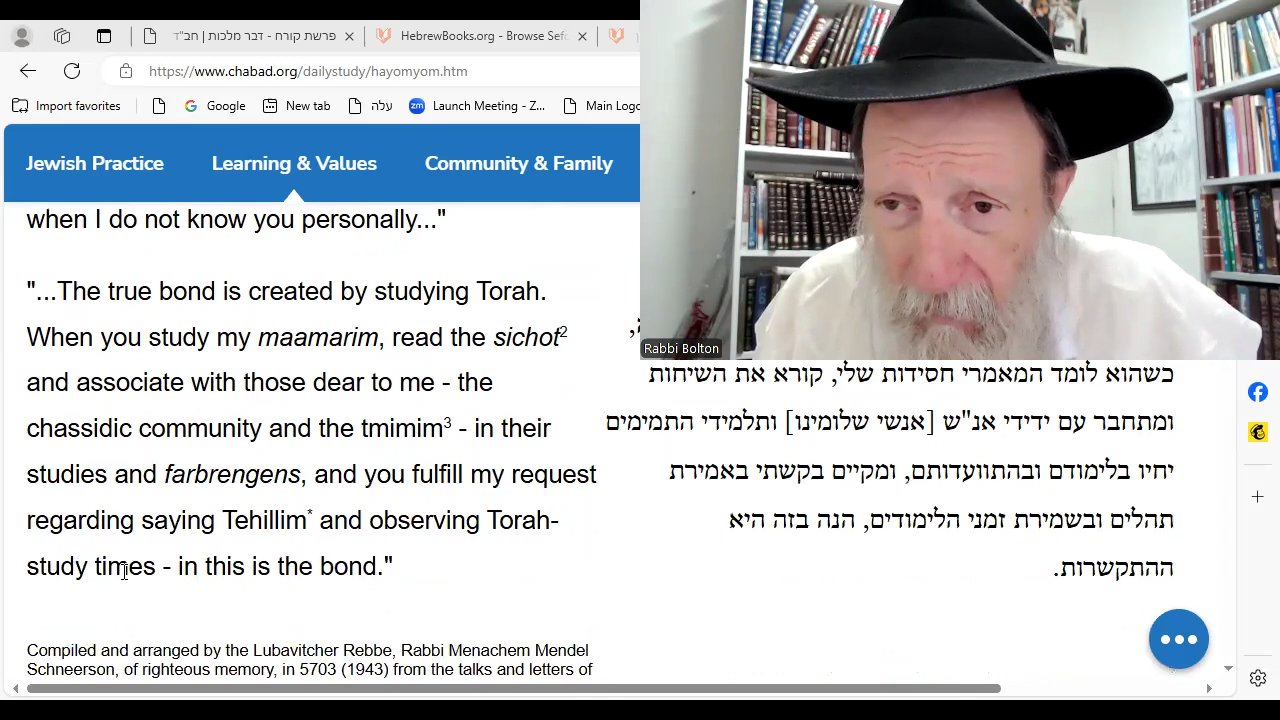 פרשת קורח - דבר מלכות | חב"ד
HebrewBooks.org - Browse Sef
https://www.chabad.org/dailystudy/hayomyom.htm
Import favorites Google New tab עלה Launch Meeting - Z... Main Logo
Jewish Practice Learning & Values Community & Family
when I do not know you personally..."
"...The true bond is created by studying Torah.
When you study my maamarim, read the sichot2
and associate with those dear to me - the
chassidic community and the tmimim3 - in their
studies and farbrengens, and you fulfill my request
regarding saying Tehillim* and observing Torah-
study times - in this is the bond."
Compiled and arranged by the Lubavitcher Rebbe, Rabbi Menachem Mendel
Schneerson, of righteous memory, in 5703 (1943) from the talks and letters of
Rabbi Bolton
כשהוא לומד המאמרי חסידות שלי, קורא את השיחות
ומתחבר עם ידידי אנ"ש [אנשי שלומינו] ותלמידי התמימים
יחיו בלימודם ובהתוועדותם, ומקיים בקשתי באמירת
תהלים ובשמירת זמני הלימודים, הנה בזה היא
ההתקשרות.